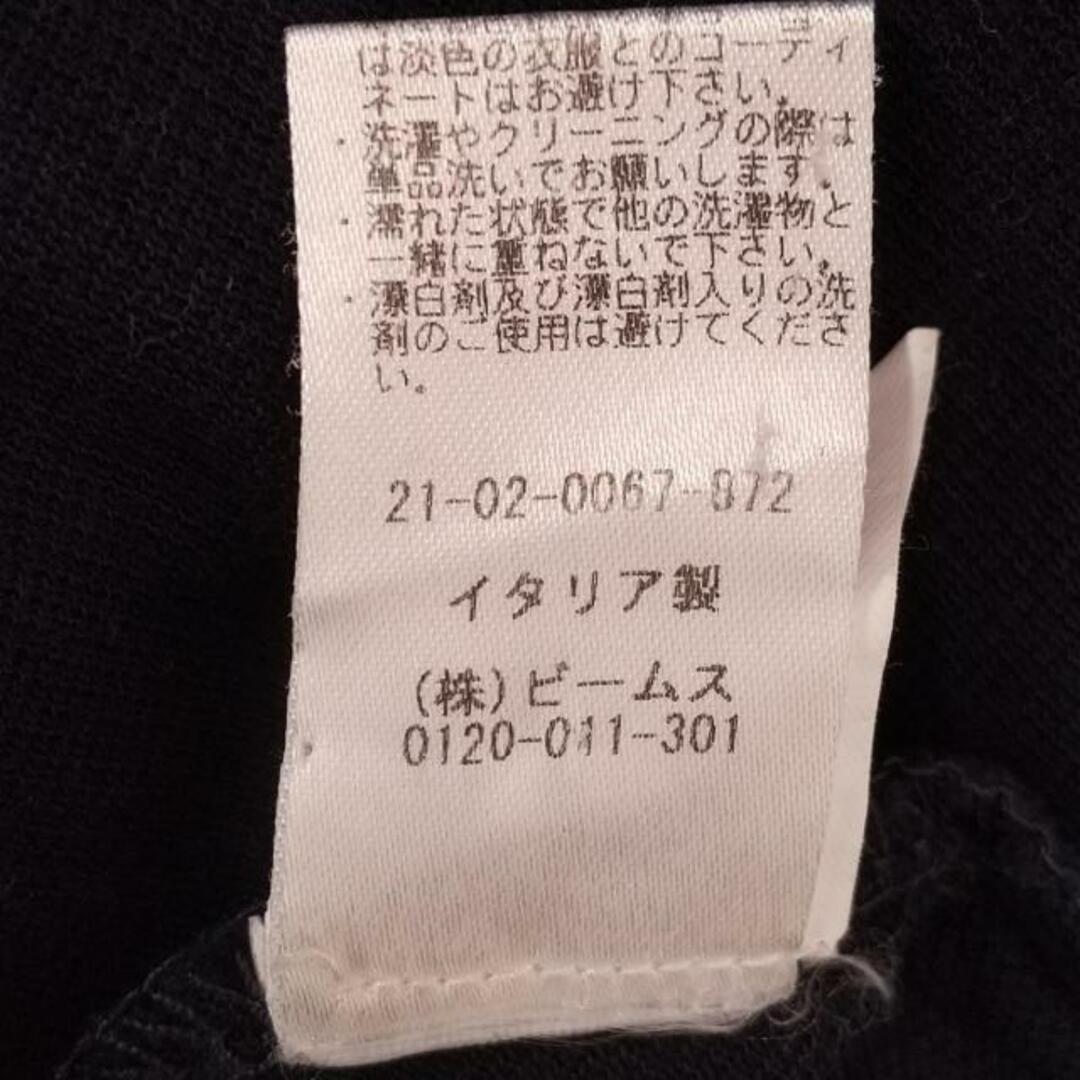 は淡色の衣服とのコーディ
ネートはお避け下さい。
・洗濯やクリーニングの際は
単品洗いでお願いします。
・濡れた状態で他の洗濯物と
一緒に重ねないで下さい。
・漂白剤及び漂白剤入りの洗
剤のご使用は避けてくださ
い。
21-02-0067-872
イタリア製
(株)ビームス
0120-011-301